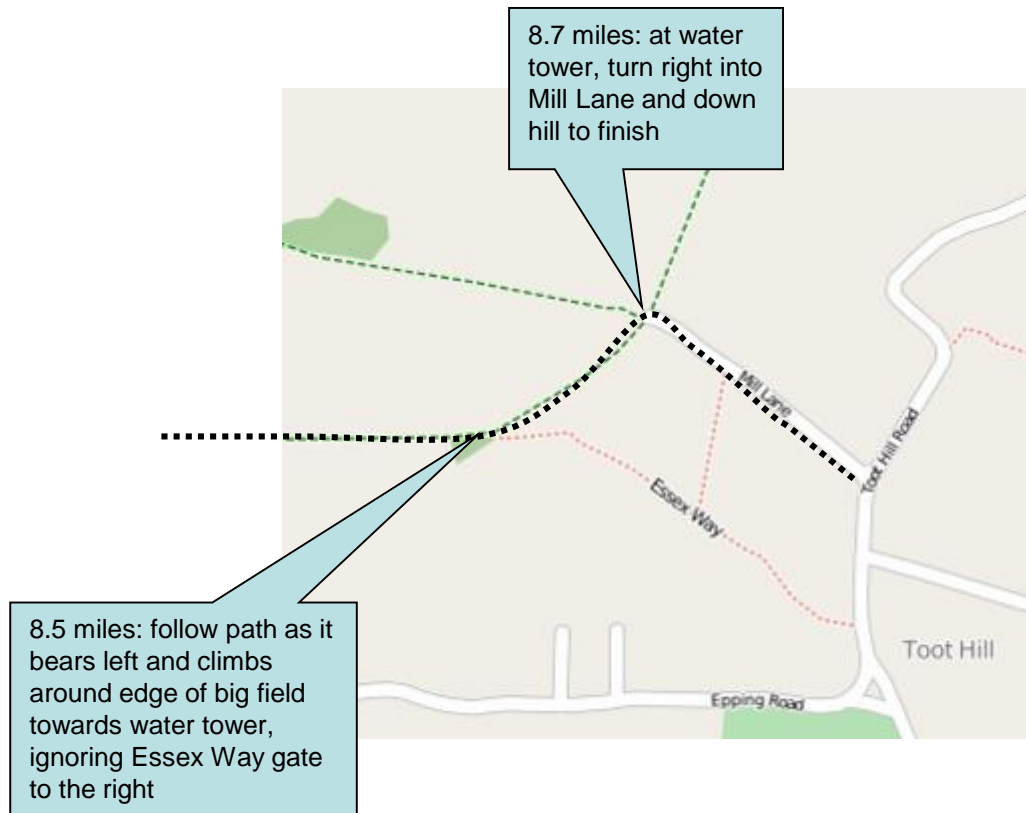 8.7 miles: at water
tower, turn right into
Mill Lane and down
hill to finish
Mill Lane
Toot Hill Road
Essex Way
8.5 miles: follow path as it
bears left and climbs
around edge of big field
towards water tower,
ignoring Essex Way gate
to the right
Toot Hill
Epping Road